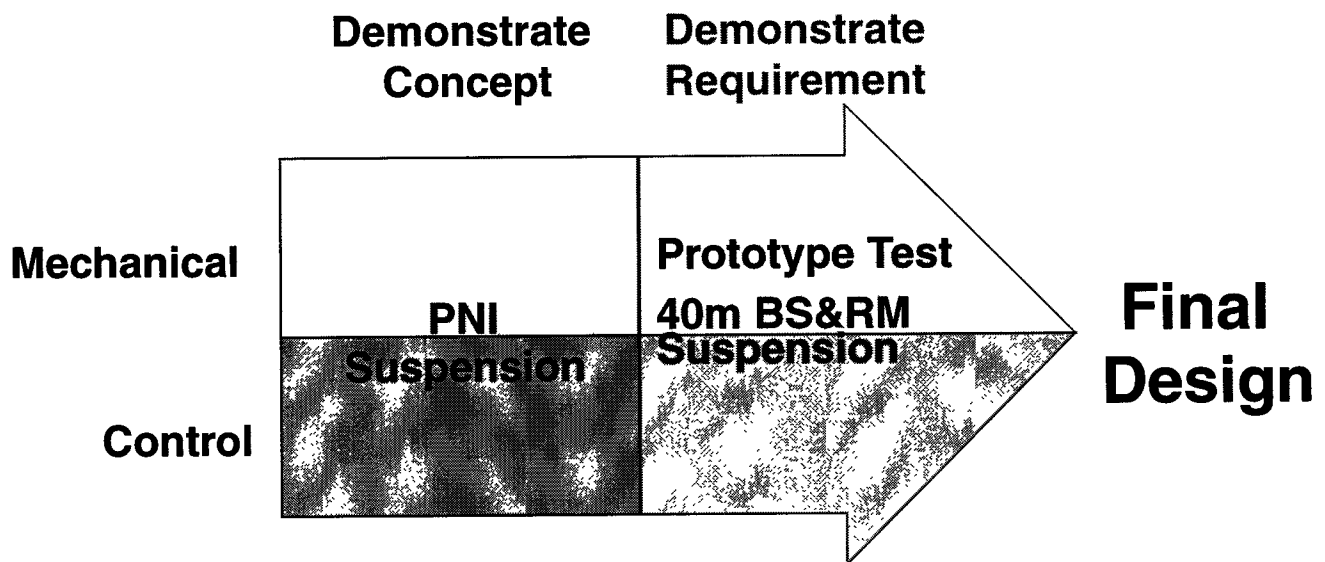 Demonstrate
Concept
Demonstrate
Requirement
Mechanical
Prototype Test
PNI
40m BS&RM
Suspension
Suspension
Control
Final
Design